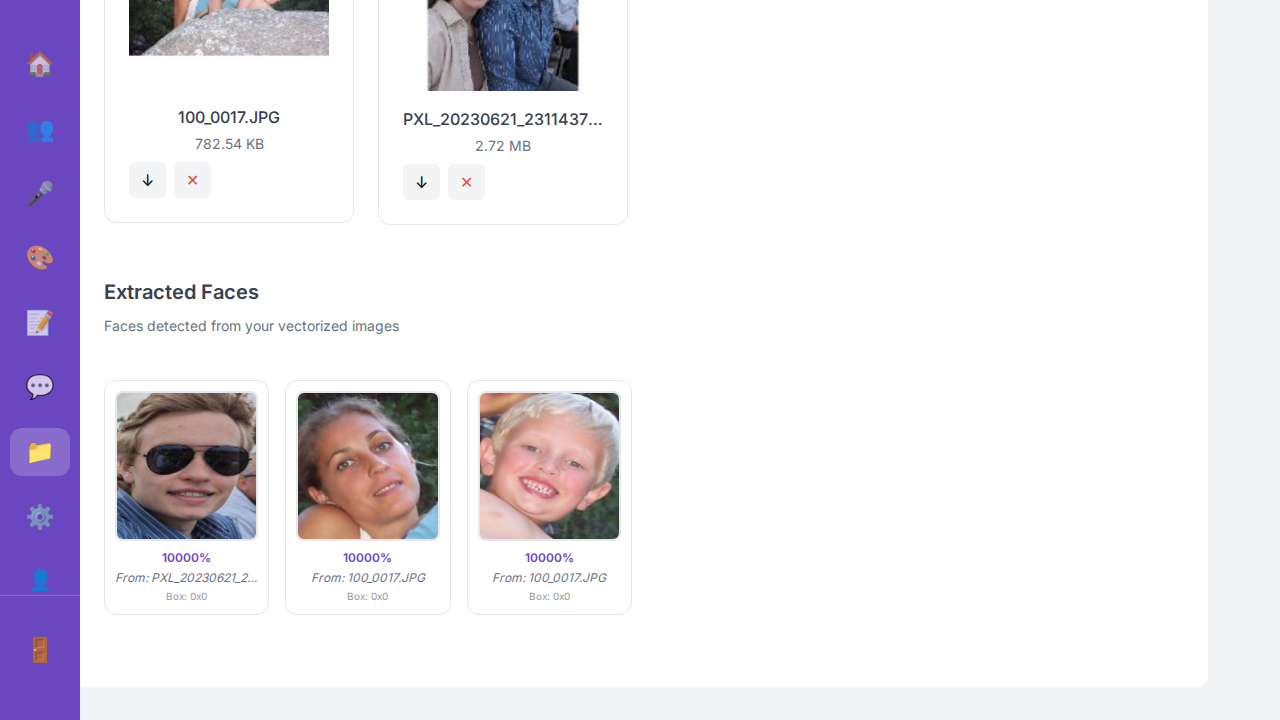 100_0017.JPG
782.54 KB
PXL_20230621_2311437...
2.72 MB
Extracted Faces
Faces detected from your vectorized images
10000%
From: PXL_20230621_2...
Box: 0x0
10000%
From: 100_0017.JPG
Box: 0x0
10000%
From: 100_0017.JPG
Box: 0x0